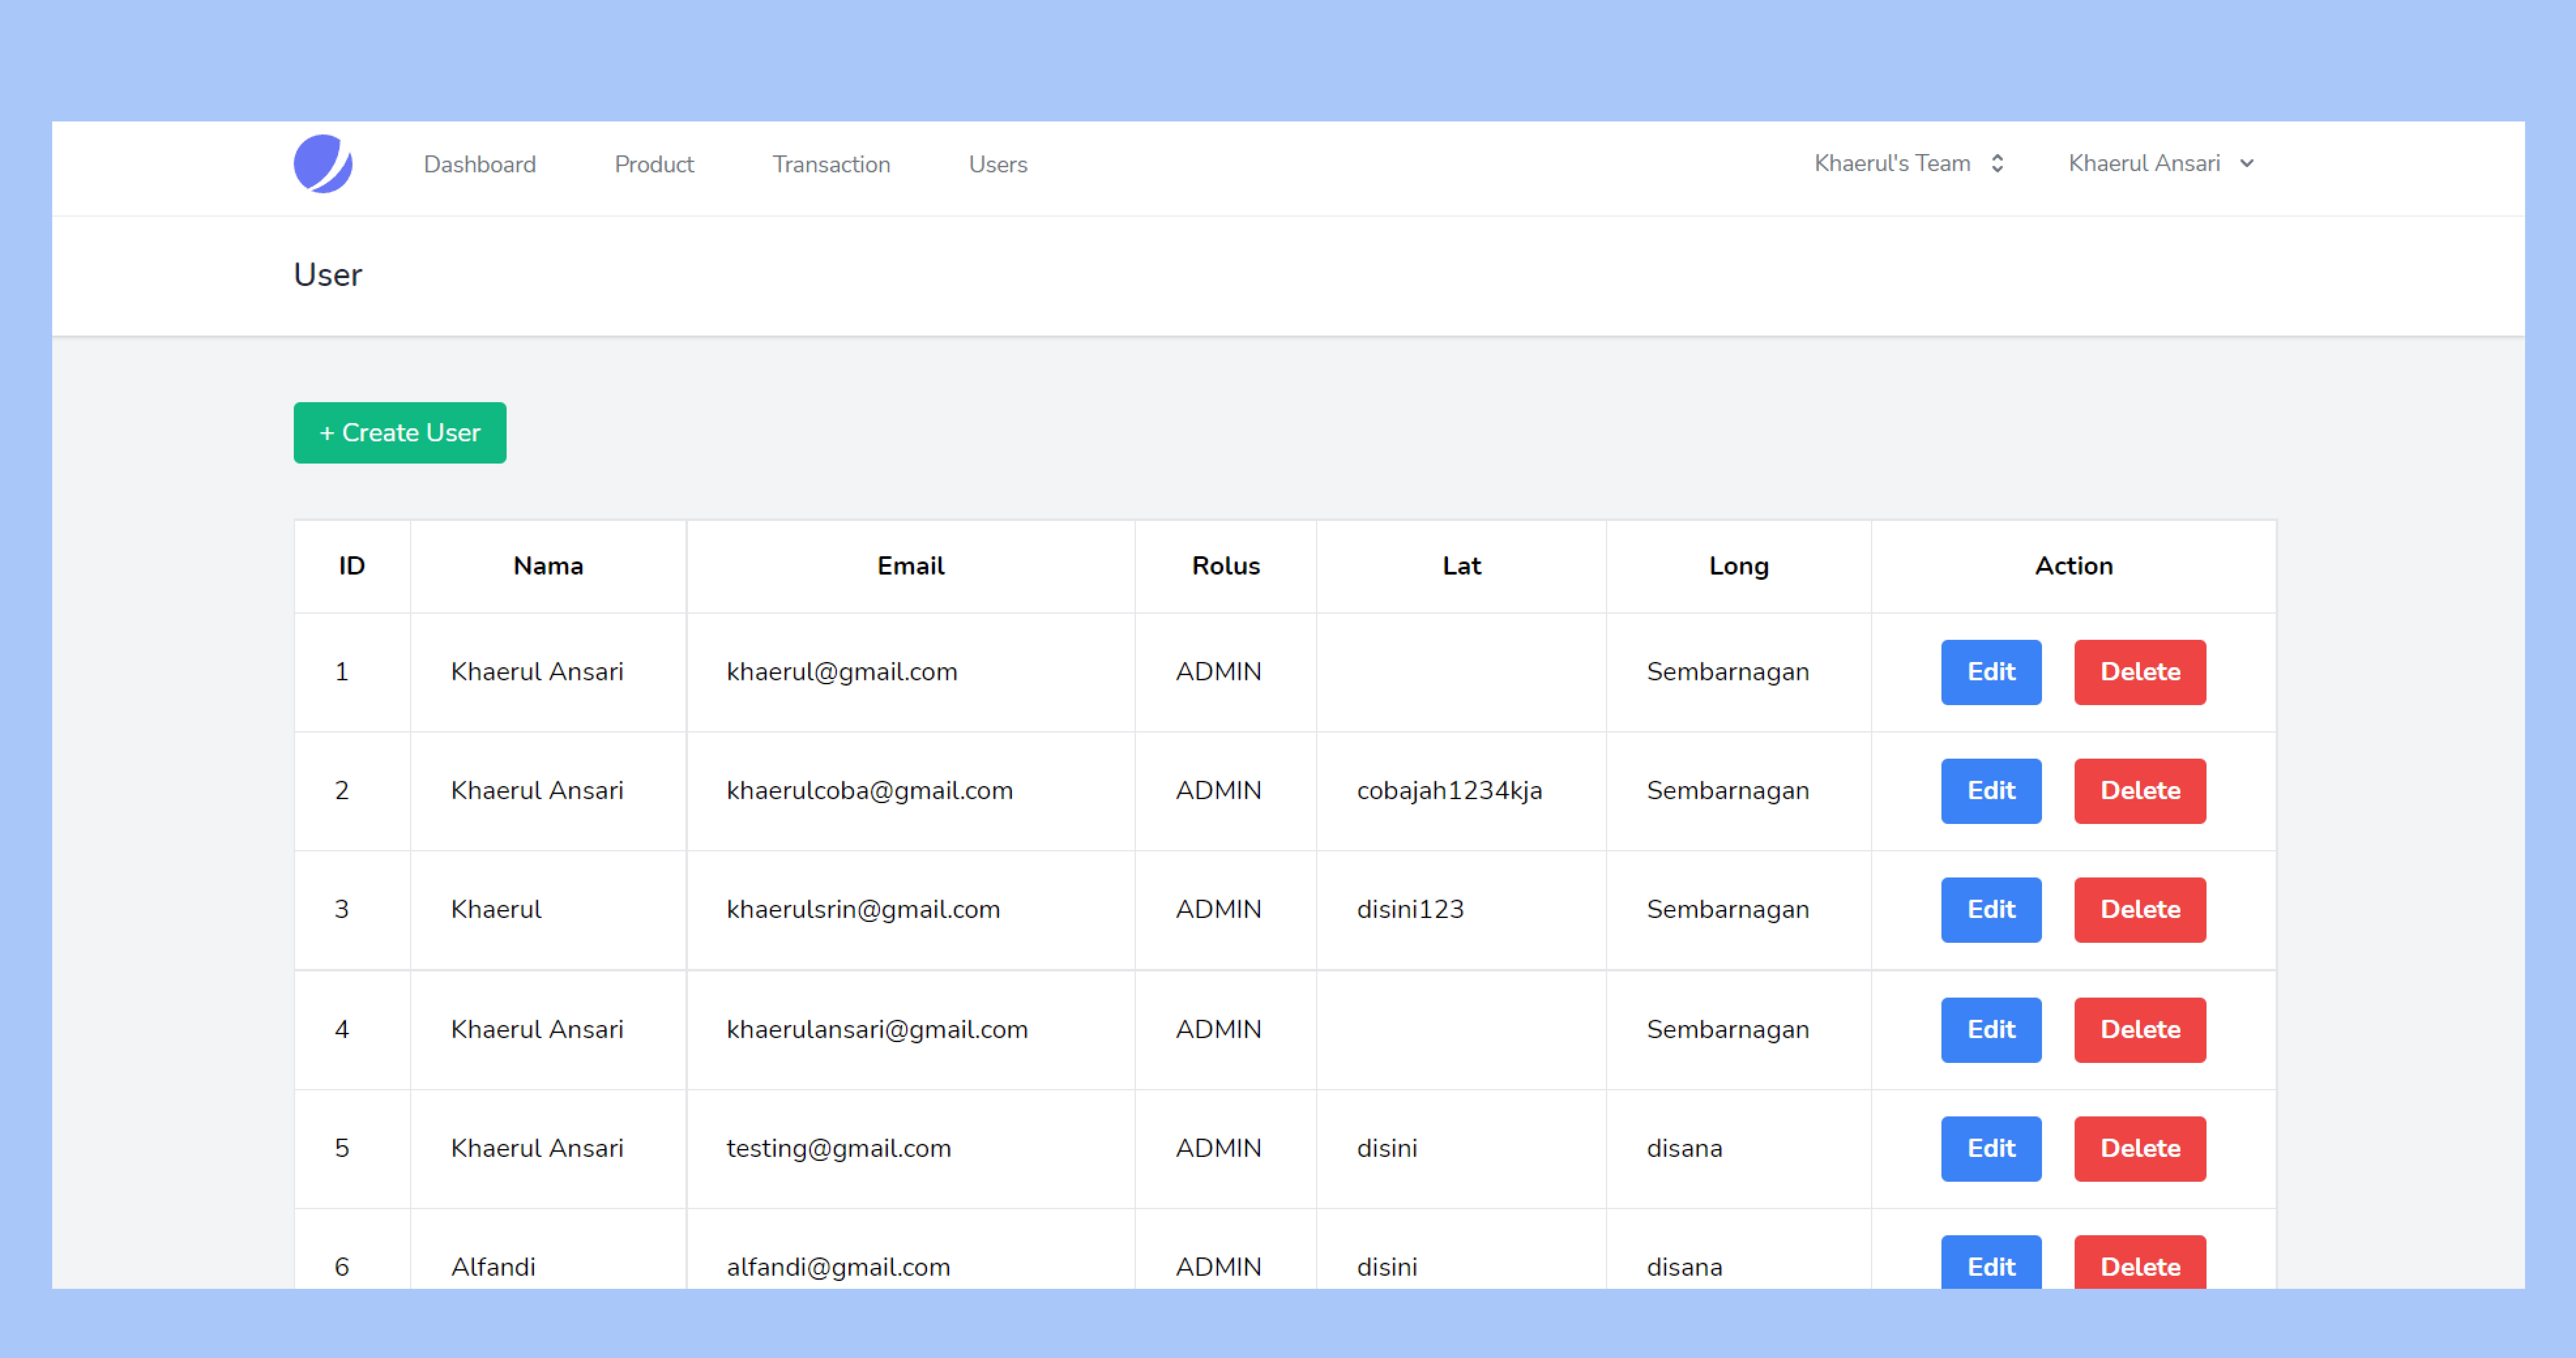 Dashboard Product Transaction Users Khaerul's Team Khaerul Ansari
User
+ Create User
ID Nama Email Rolus Lat Long Action
1 Khaerul Ansari khaerul@gmail.com ADMIN Sembarnagan Edit Delete
2 Khaerul Ansari khaerulcoba@gmail.com ADMIN cobajah1234kja Sembarnagan Edit Delete
3 Khaerul khaerulsrin@gmail.com ADMIN disini123 Sembarnagan Edit Delete
4 Khaerul Ansari khaerulansari@gmail.com ADMIN Sembarnagan Edit Delete
5 Khaerul Ansari testing@gmail.com ADMIN disini disana Edit Delete
6 Alfandi alfandi@gmail.com ADMIN disini disana Edit Delete